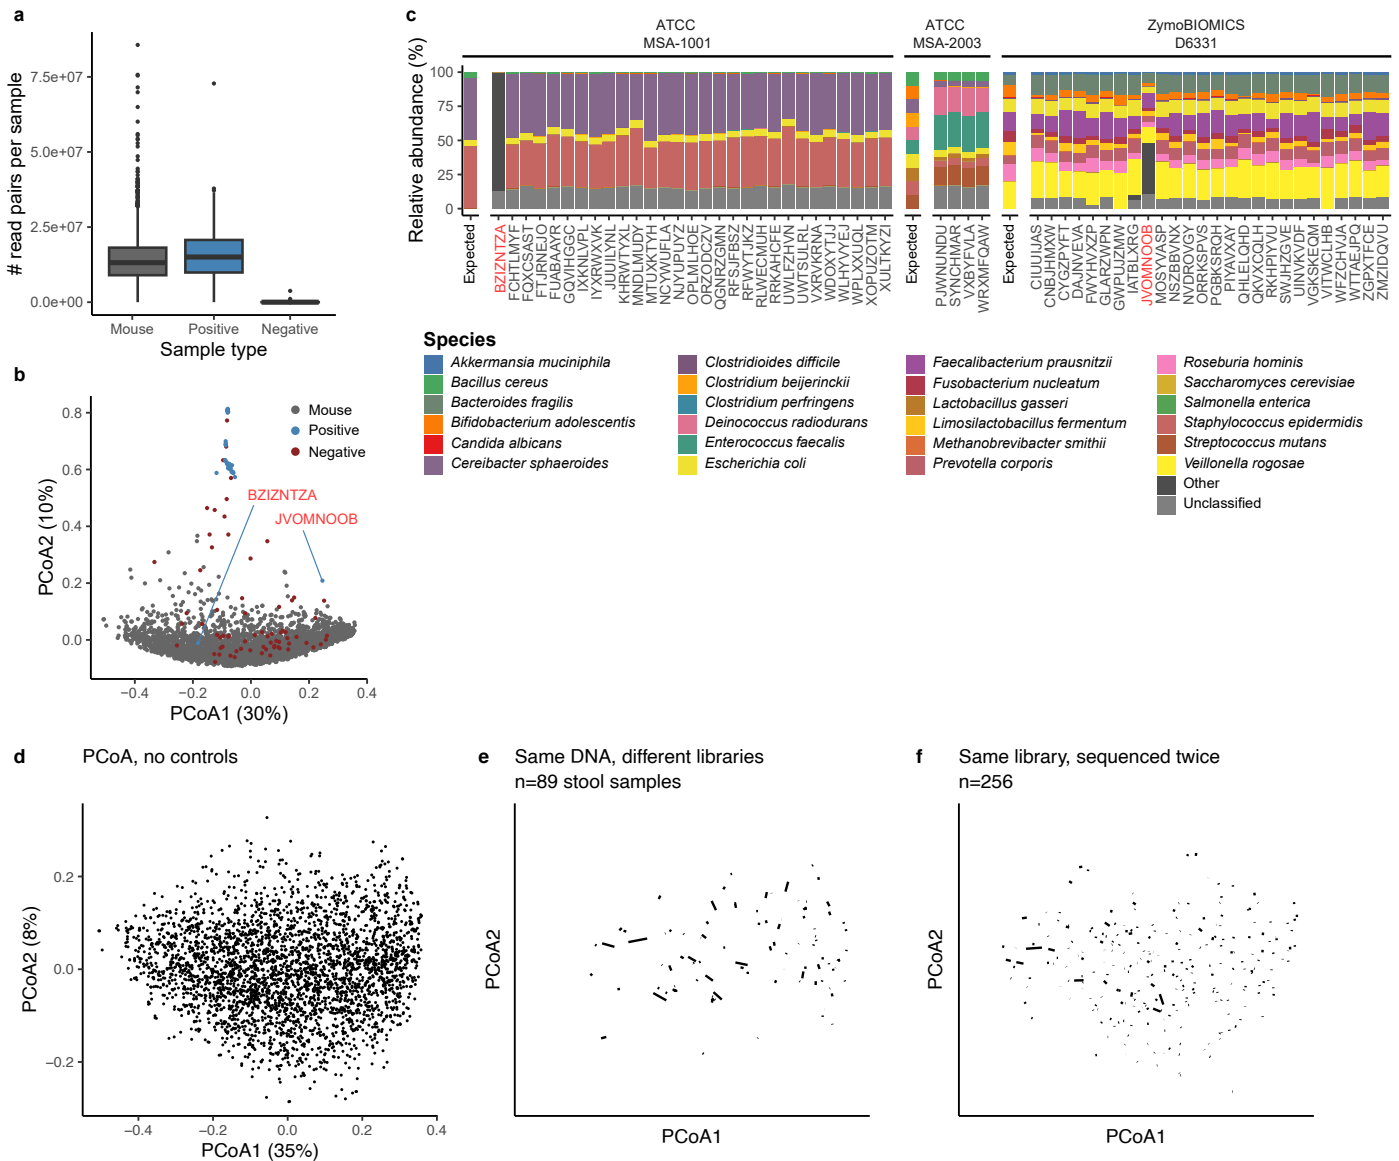 a
# read pairs per sample
7.5e+07
5.0e+07
2.5e+07
0.0e+00
Mouse
Positive
Negative
Sample type
b
PCoA2 (10%)
0.8
0.6
0.4
0.2
0.0
Mouse
Positive
Negative
BZIZNTZA
JVOMNOOB
−0.4
−0.2
0.0
0.2
0.4
PCoA1 (30%)
c
Relative abundance (%)
ATCC
MSA-1001
ATCC
MSA-2003
ZymoBIOMICS
D6331
100
75
50
25
0
Expected
BZIZNTZA
FCHTLMYF
FQXCSAST
FTJRNEJO
FUABAAYR
GQVIHGGC
IXKNLVPL
IYXRWXVK
JUUILYNL
KHRWTYXL
MNDLMUDY
MTUXKTYH
NCYWUFLA
NJYUPUYZ
OPLMLHOE
ORZODCZV
QGNRZGMN
RFSJFBSZ
RFWYTJKZ
RLWECMUH
RRKAHCFE
UWLFZHVN
UWTSULRL
VXRVKRNA
WDOXYTJJ
WLHYVYEJ
WPLXXUQL
XOPUZOTM
XULTKYZI
Expected
PJWNUNDU
SYNCHMAR
VXBYFVLA
WRXMFQAW
Expected
CIUUIJAS
CNBJHMXW
CYGZPYFT
DAJNVEVA
FWYHVXZP
GLARZWPN
GWPUJZMW
IATBLXRG
JVOMNOOB
MOSYWASP
NSZBBVNX
NVDROVGY
ORRKSPVS
PGBKSRQH
PIYAVXAY
QHLELQHD
QKVXCQLH
RKHPIYVU
SWJHZGVE
UINVKVDF
VGKSKEQM
VITWCLHB
WFZCHVJA
WTTAEJPQ
ZGPXTFCE
ZMZIDQVU
Species
Akkermansia muciniphila
Bacillus cereus
Bacteroides fragilis
Bifidobacterium adolescentis
Candida albicans
Cereibacter sphaeroides
Clostridioides difficile
Clostridium beijerinckii
Clostridium perfringens
Deinococcus radiodurans
Enterococcus faecalis
Escherichia coli
Faecalibacterium prausnitzii
Fusobacterium nucleatum
Lactobacillus gasseri
Limosilactobacillus fermentum
Methanobrevibacter smithii
Prevotella corporis
Roseburia hominis
Saccharomyces cerevisiae
Salmonella enterica
Staphylococcus epidermidis
Streptococcus mutans
Veillonella rogosae
Other
Unclassified
d
PCoA, no controls
PCoA2 (8%)
0.2
0.0
−0.2
−0.4
−0.2
0.0
0.2
0.4
PCoA1 (35%)
e
Same DNA, different libraries
n=89 stool samples
PCoA2
PCoA1
f
Same library, sequenced twice
n=256
PCoA2
PCoA1